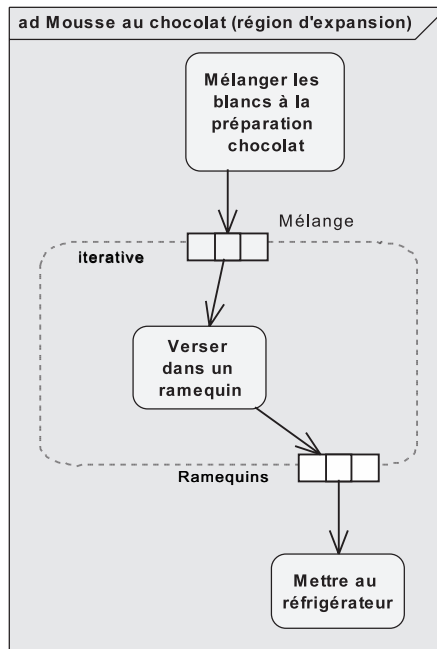 ad Mousse au chocolat (région d'expansion)
Mélanger les
blancs à la
préparation
chocolat
Mélange
iterative
Verser
dans un
ramequin
Ramequins
Mettre au
réfrigérateur